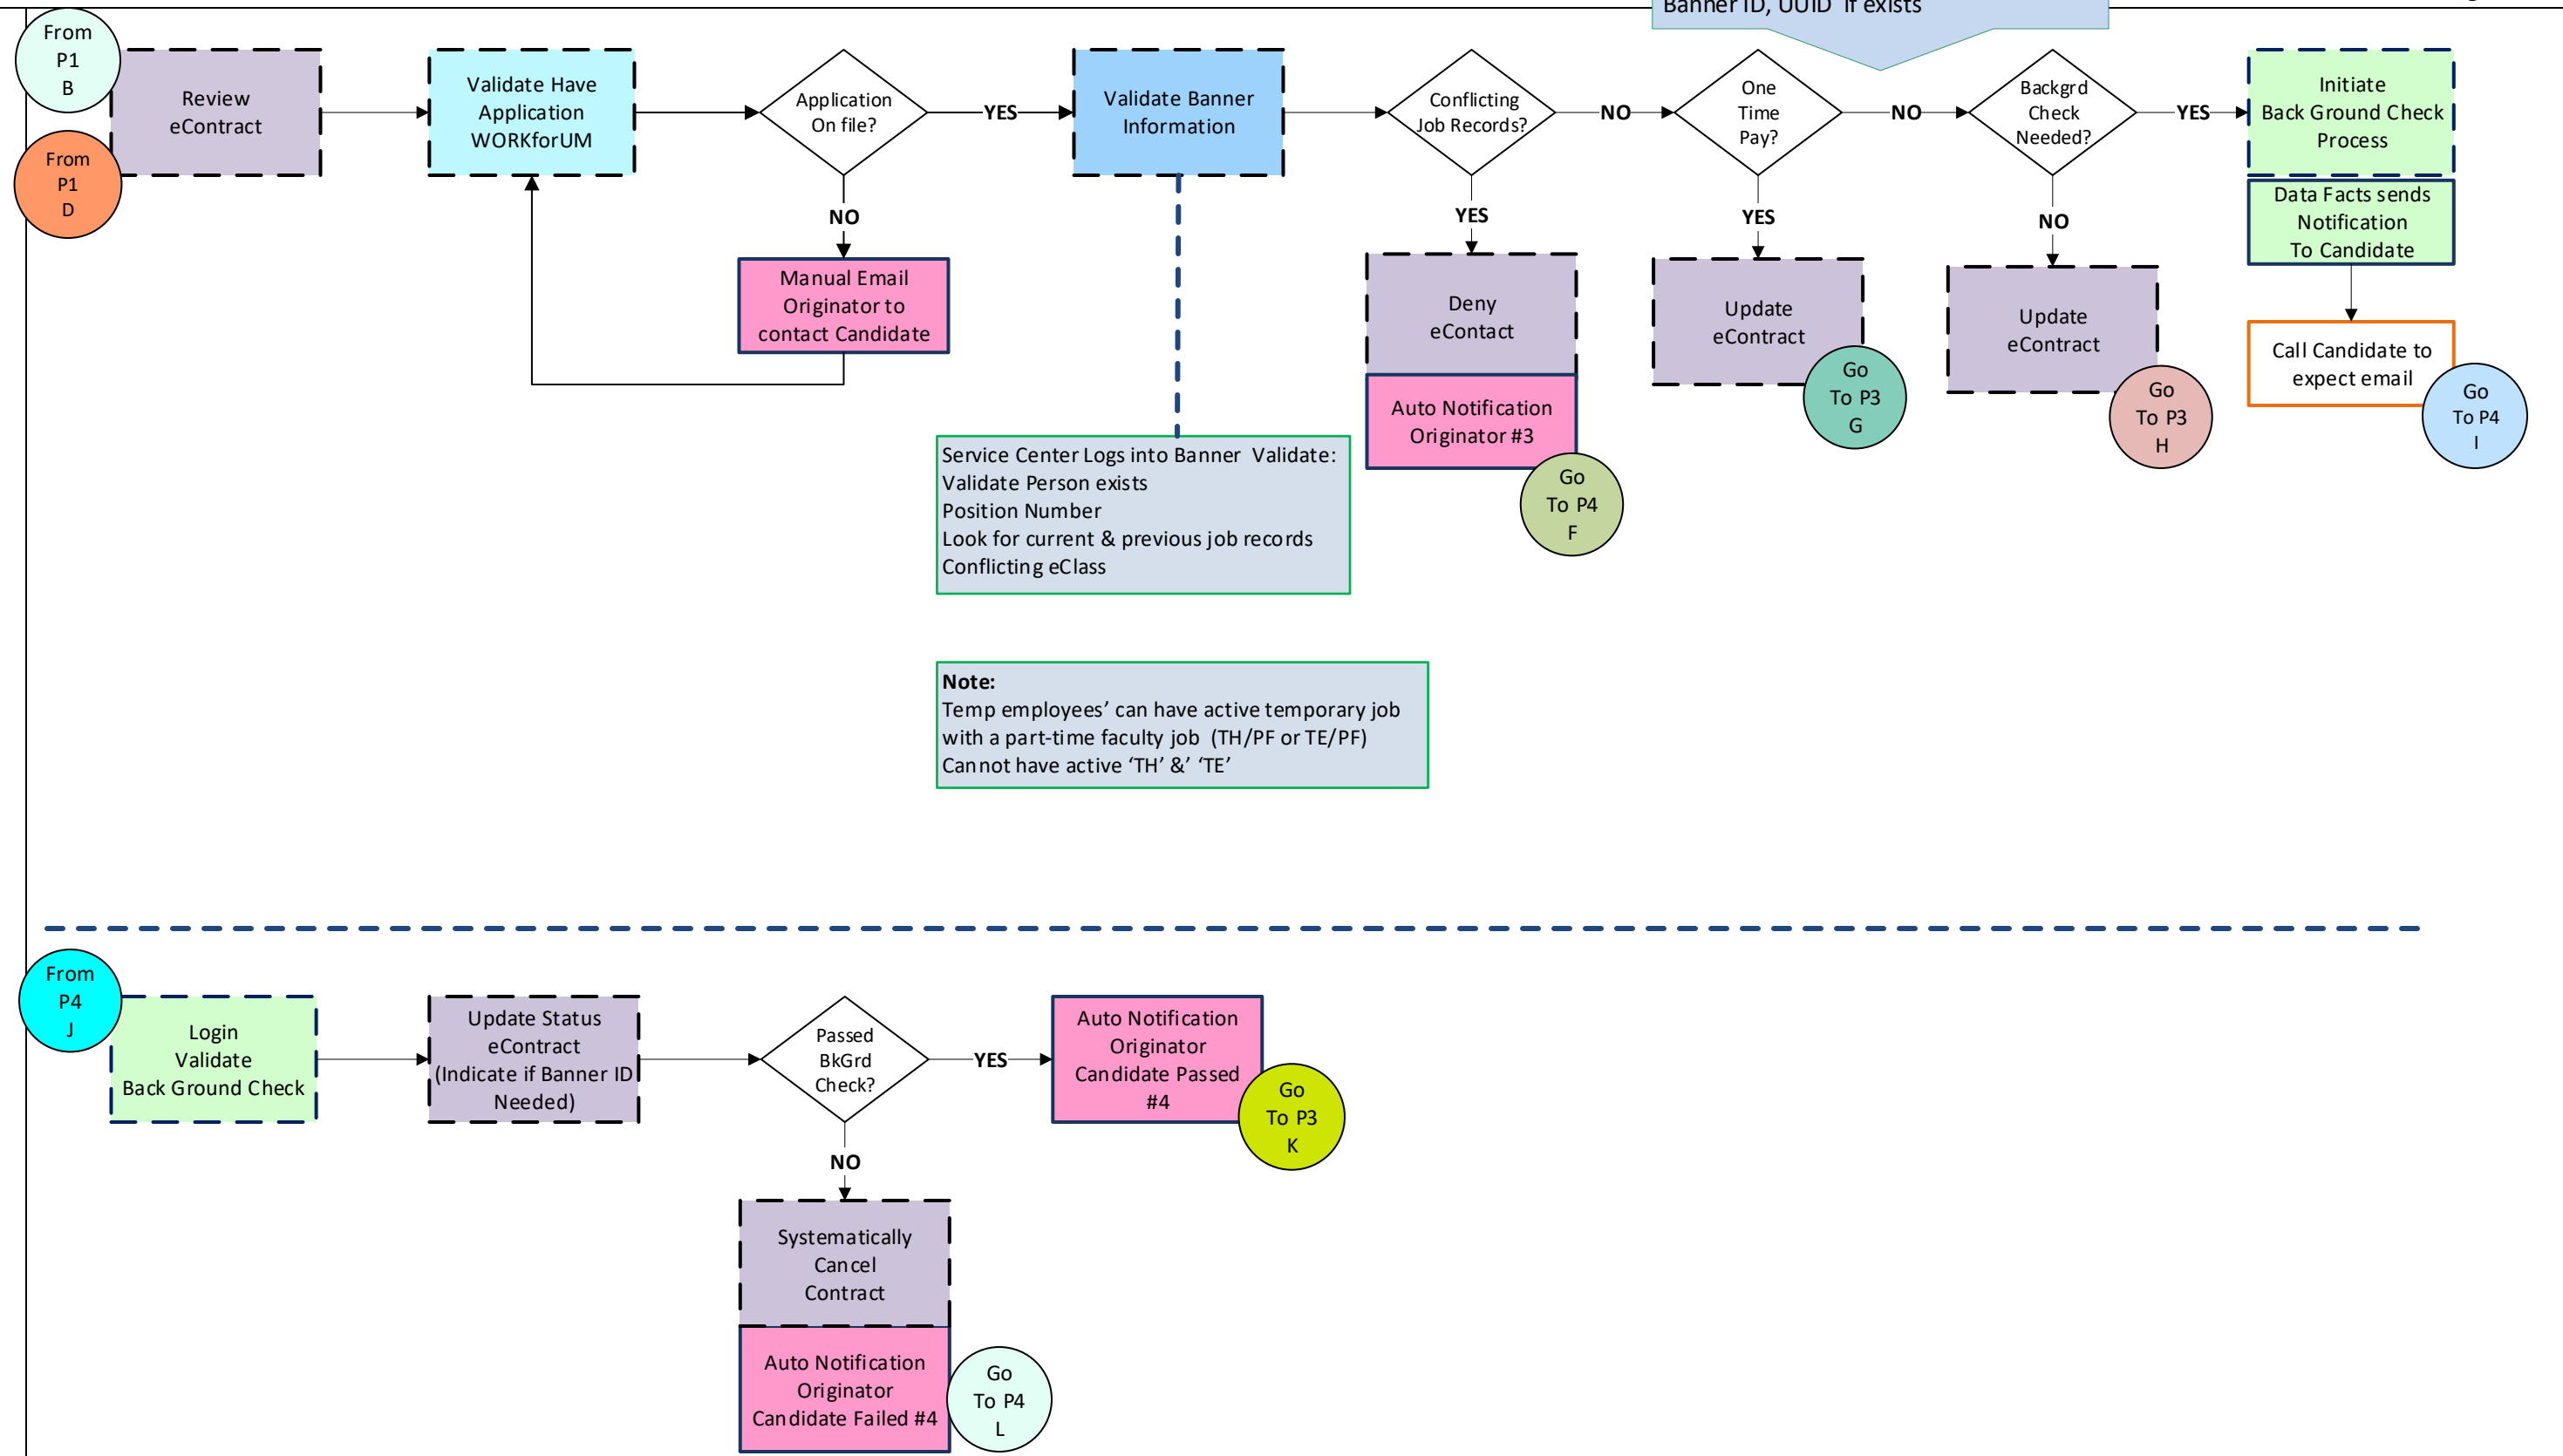 Banner ID, UUID if exists
From
P1
B
From
P1
D
Review
eContract
Validate Have
Application
WORKforUM
Application
On file?
YES
NO
Manual Email
Originator to
contact Candidate
Validate Banner
Information
Conflicting
Job Records?
NO
YES
Deny
eContact
Auto Notification
Originator #3
Go
To P4
F
One
Time
Pay?
NO
YES
Update
eContract
Go
To P3
G
Backgrd
Check
Needed?
YES
NO
Update
eContract
Go
To P3
H
Initiate
Back Ground Check
Process
Data Facts sends
Notification
To Candidate
Call Candidate to
expect email
Go
To P4
I
Service Center Logs into Banner Validate:
Validate Person exists
Position Number
Look for current & previous job records
Conflicting eClass
Note:
Temp employees’ can have active temporary job
with a part-time faculty job (TH/PF or TE/PF)
Cannot have active ‘TH’ &’ ‘TE’
From
P4
J
Login
Validate
Back Ground Check
Update Status
eContract
(Indicate if Banner ID
Needed)
Passed
BkGrd
Check?
YES
Auto Notification
Originator
Candidate Passed
#4
Go
To P3
K
NO
Systematically
Cancel
Contract
Auto Notification
Originator
Candidate Failed #4
Go
To P4
L